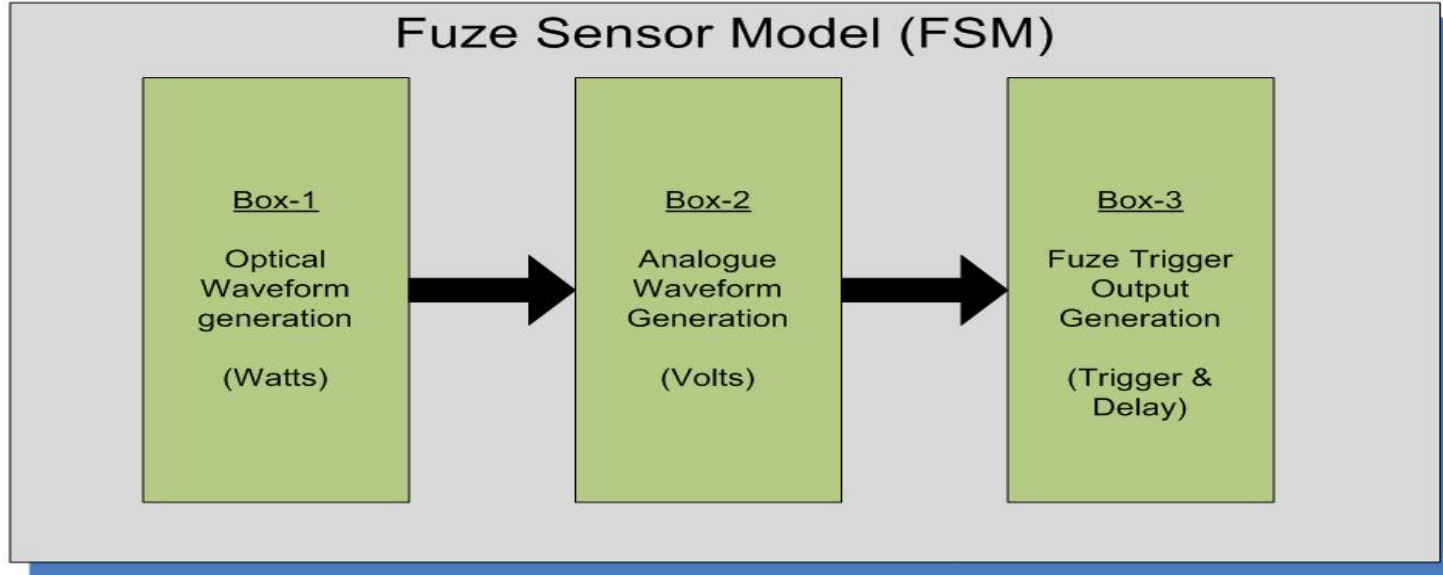 Fuze Sensor Model (FSM)
Box-1
Optical
Waveform
generation
(Watts)
Box-2
Analogue
Waveform
Generation
(Volts)
Box-3
Fuze Trigger
Output
Generation
(Trigger &
Delay)